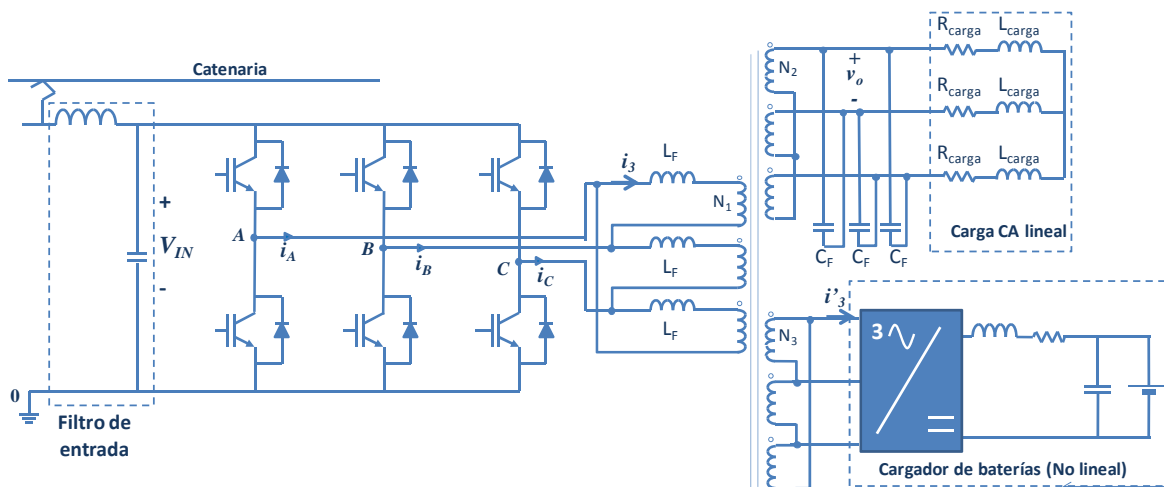 Catenaria
+
V_IN
-
0
Filtro de
entrada
A
i_A
B
i_B
C
i_C
i_3
L_F
L_F
L_F
N_1
N_2
+
v_o
-
R_carga
L_carga
R_carga
L_carga
R_carga
L_carga
C_F
C_F
C_F
Carga CA lineal
N_3
i'_3
3
Cargador de baterías (No lineal)